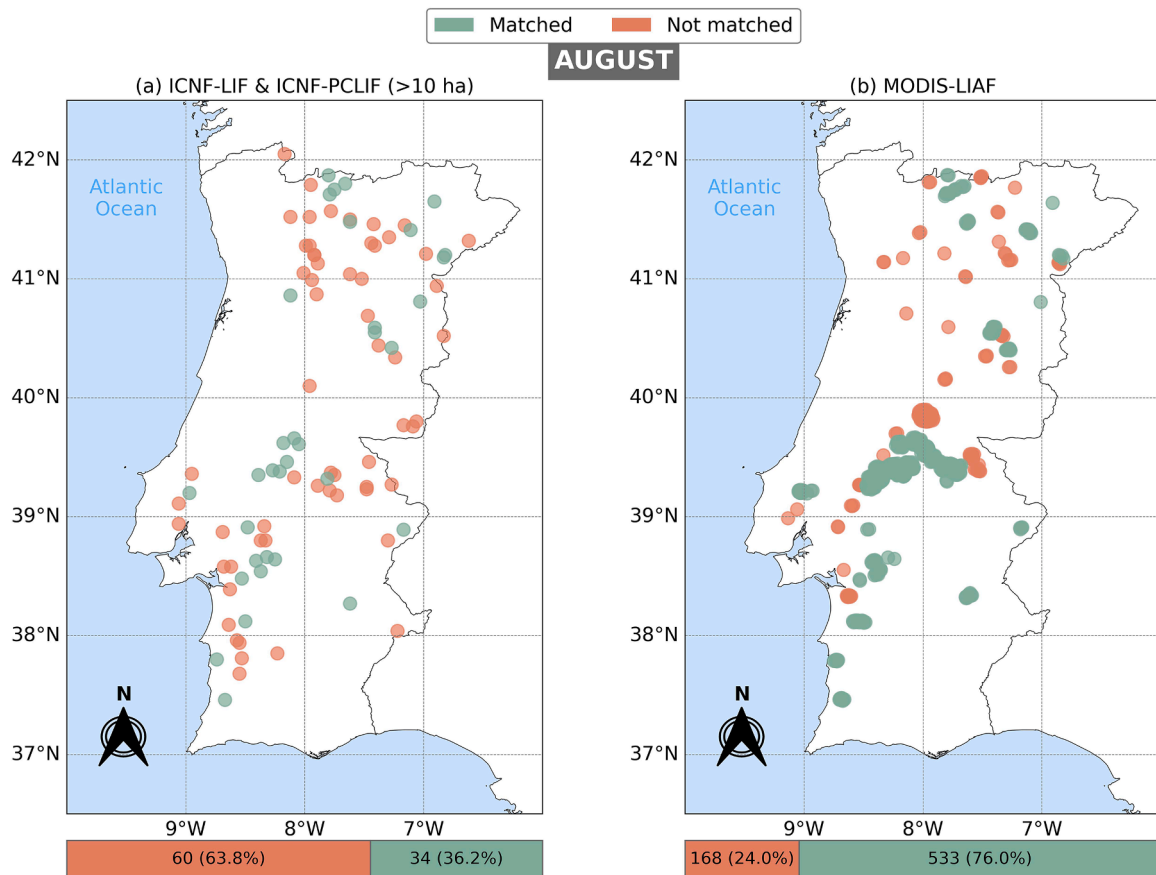 Matched Not matched
AUGUST
(a) ICNF-LIF & ICNF-PCLIF (>10 ha)
42°N
41°N
40°N
39°N
38°N
37°N
Atlantic
Ocean
N
9°W 8°W 7°W
60 (63.8%) 34 (36.2%)
(b) MODIS-LIAF
42°N
41°N
40°N
39°N
38°N
37°N
Atlantic
Ocean
N
9°W 8°W 7°W
168 (24.0%) 533 (76.0%)